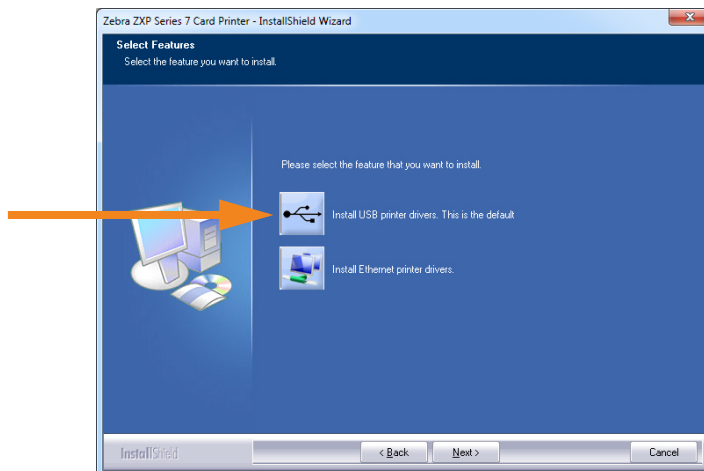 Zebra ZXP Series 7 Card Printer - InstallShield Wizard
Select Features
Select the feature you want to install.
Please select the feature that you want to install.
Install USB printer drivers. This is the default
Install Ethernet printer drivers.
InstallShield
< Back Next > Cancel